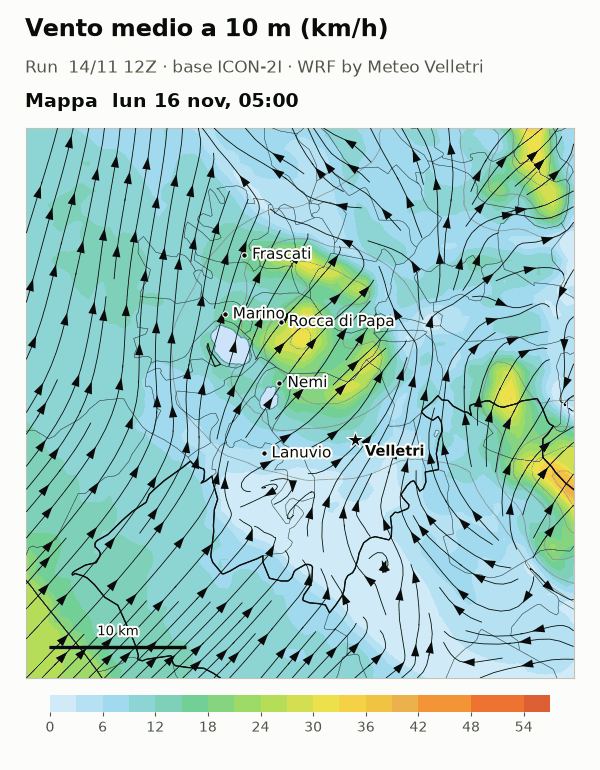 Vento medio a 10 m (km/h)
Run  14/11 12Z · base ICON-2I · WRF by Meteo Velletri
Mappa  lun 16 nov, 05:00
Frascati
Marino
Rocca di Papa
Nemi
Lanuvio
Velletri
10 km
0 6 12 18 24 30 36 42 48 54